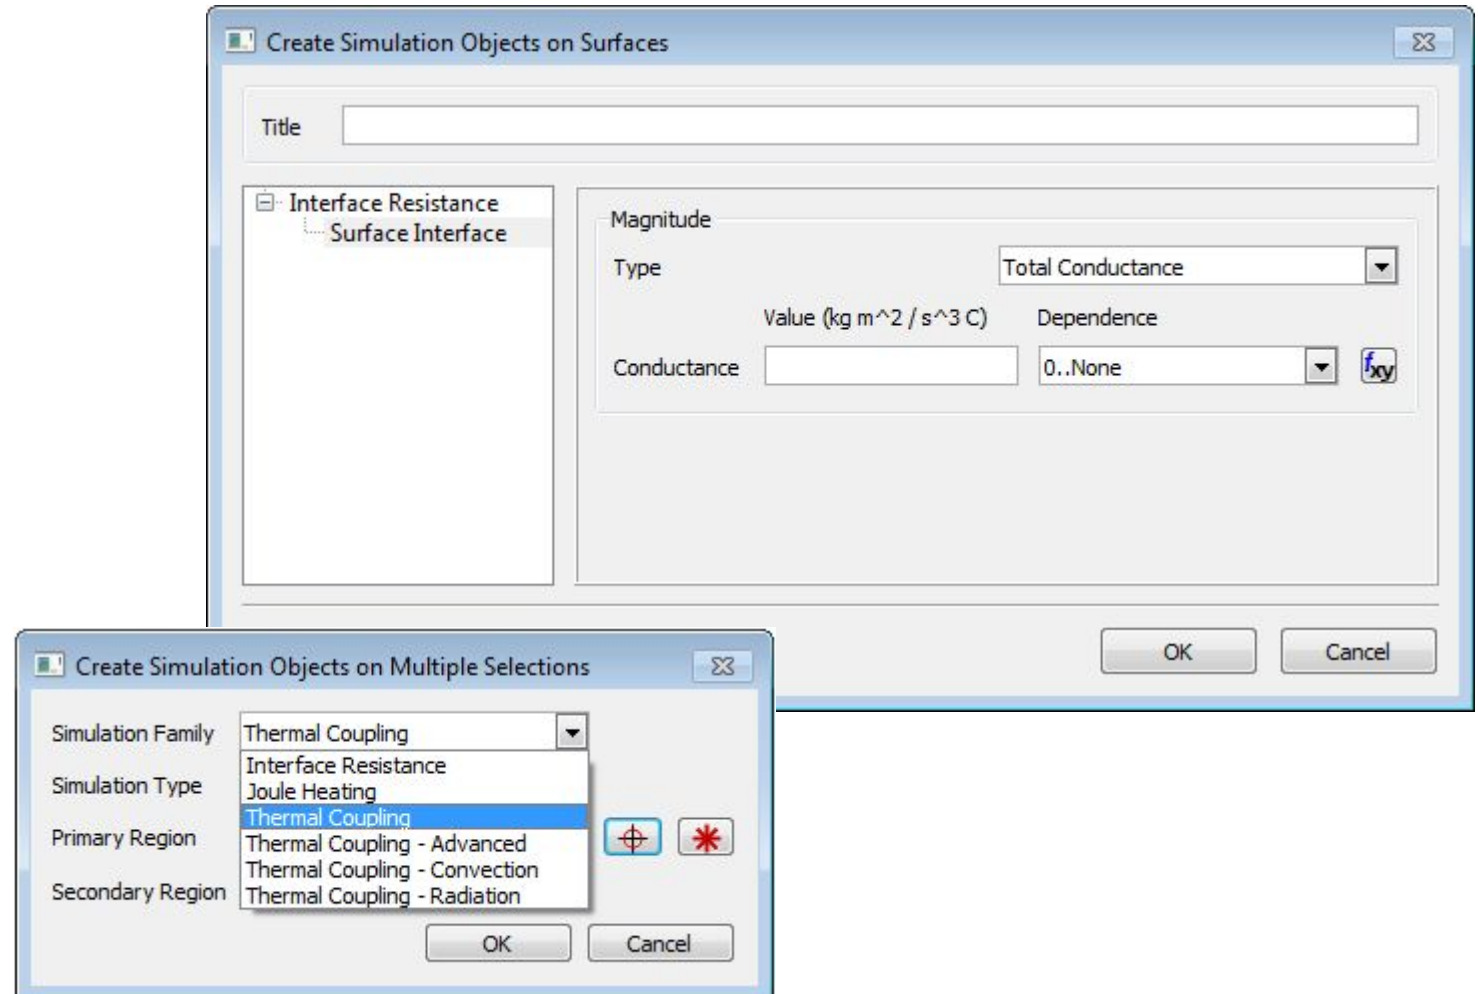 Create Simulation Objects on Surfaces
Title
Interface Resistance
Surface Interface
Magnitude
Type Total Conductance
Value (kg m^2 / s^3 C) Dependence
Conductance 0..None fxy
OK Cancel
Create Simulation Objects on Multiple Selections
Simulation Family Thermal Coupling
Interface Resistance
Simulation Type Joule Heating
Thermal Coupling
Primary Region Thermal Coupling - Advanced
Thermal Coupling - Convection
Secondary Region Thermal Coupling - Radiation
OK Cancel